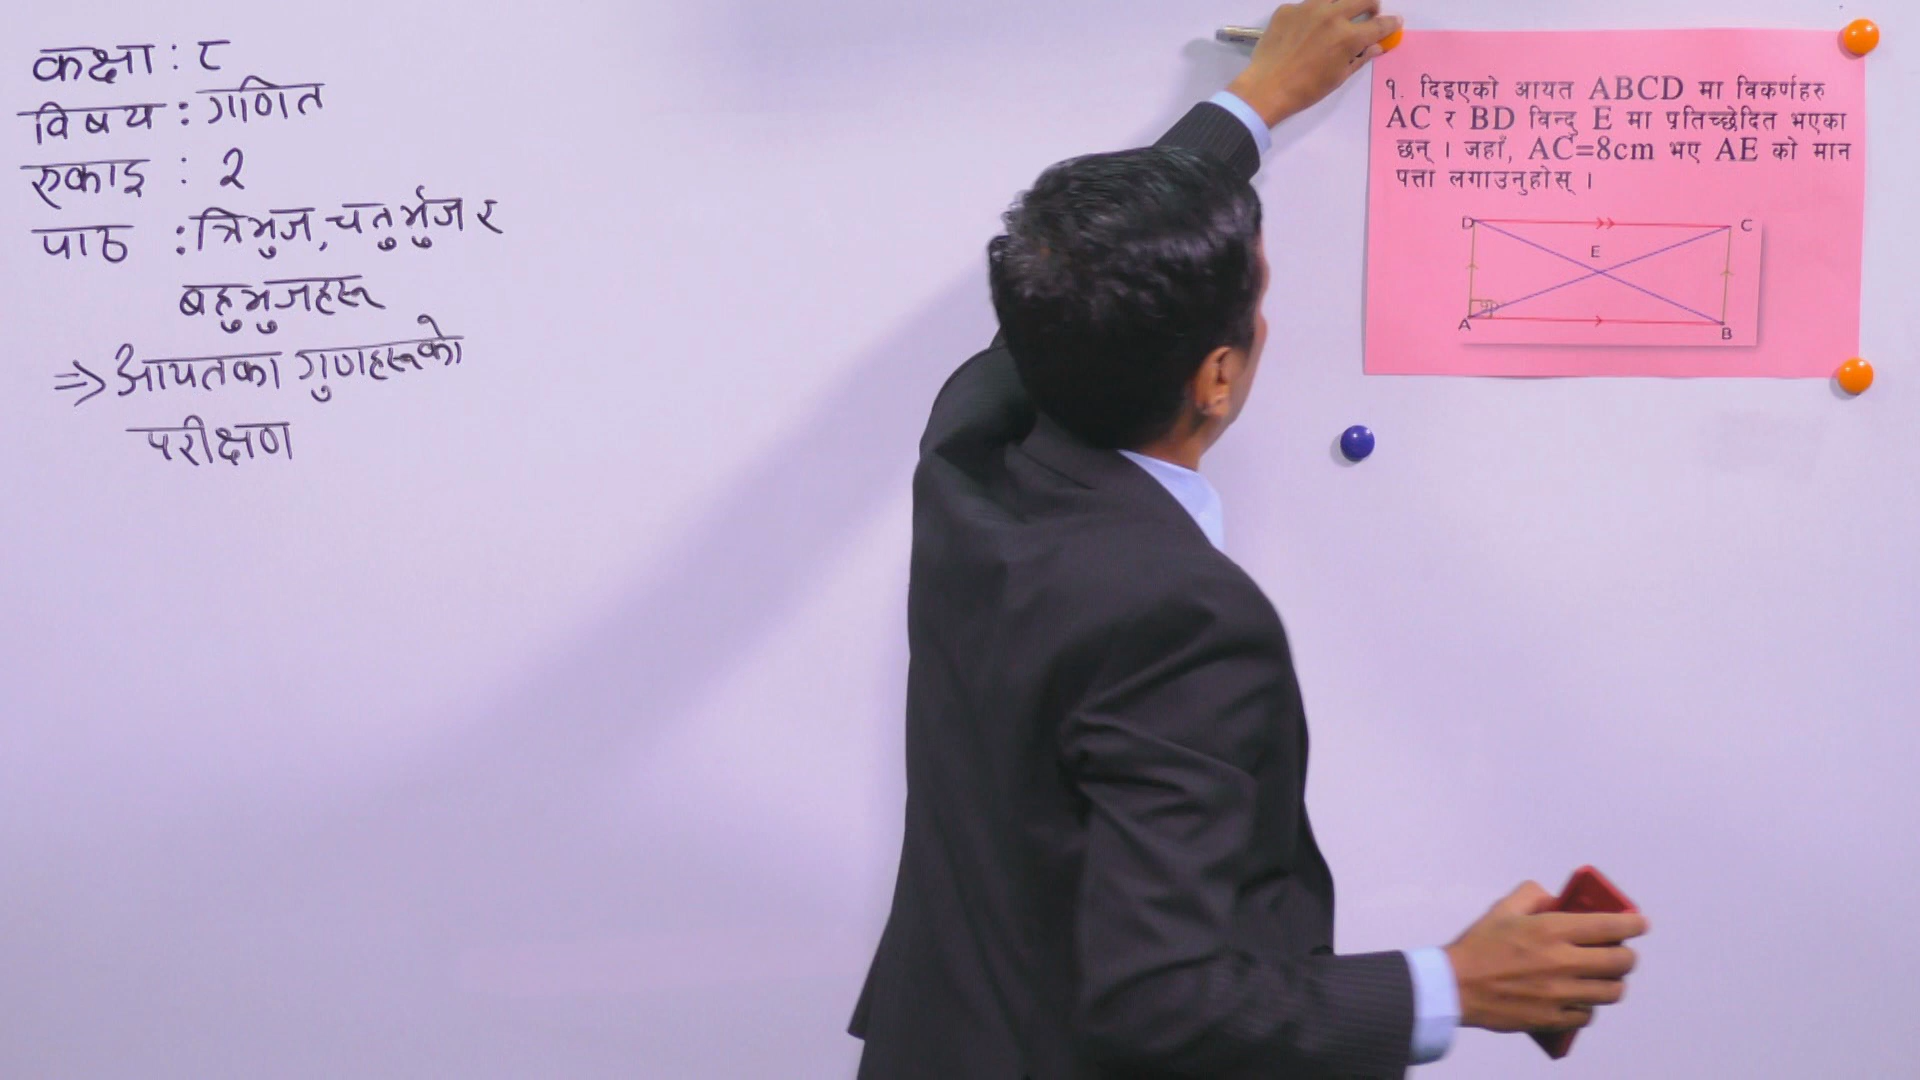 कक्षा : ८
विषय : गणित
एकाइ : २
पाठ : त्रिभुज, चतुर्भुज र
बहुभुजहरू
⇒ आयतका गुणहरूको
परीक्षण
१. दिइएको आयत ABCD मा विकर्णहरु
AC र BD विन्दु E मा प्रतिच्छेदित भएका
छन् । जहाँ, AC=8cm भए AE को मान
पत्ता लगाउनुहोस् ।
D C
E
A B